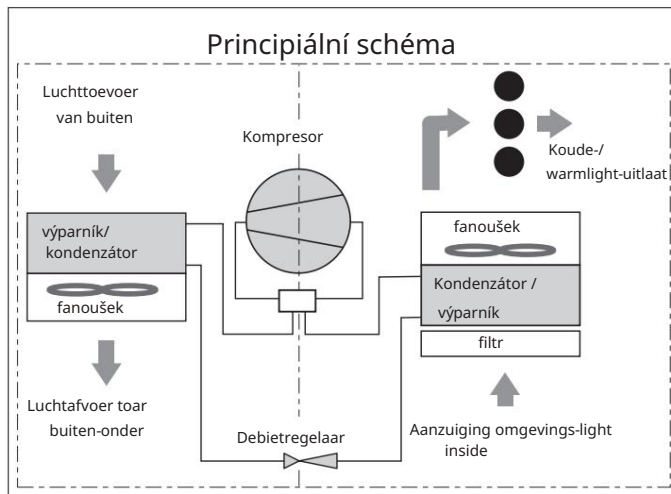 Principiální schéma
Luchttoevoer
van buiten
Kompresor
Koude-/
warmlight-uitlaat
výparník/
kondenzátor
fanoušek
fanoušek
Kondenzátor /
výparník
filtr
Luchtafvoer toar
buiten-onder
Debietregelaar
Aanzuiging omgevings-light
inside